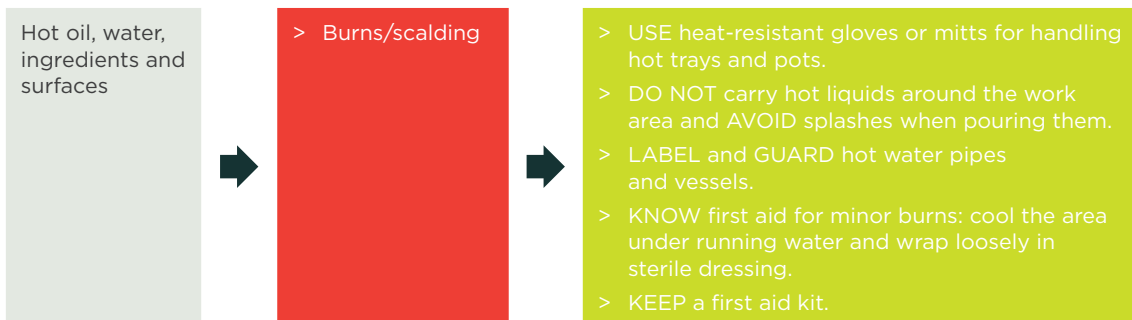 Hot oil, water,
ingredients and
surfaces
> Burns/scalding
> USE heat-resistant gloves or mitts for handling
hot trays and pots.
> DO NOT carry hot liquids around the work
area and AVOID splashes when pouring them.
> LABEL and GUARD hot water pipes
and vessels.
> KNOW first aid for minor burns: cool the area
under running water and wrap loosely in
sterile dressing.
> KEEP a first aid kit.